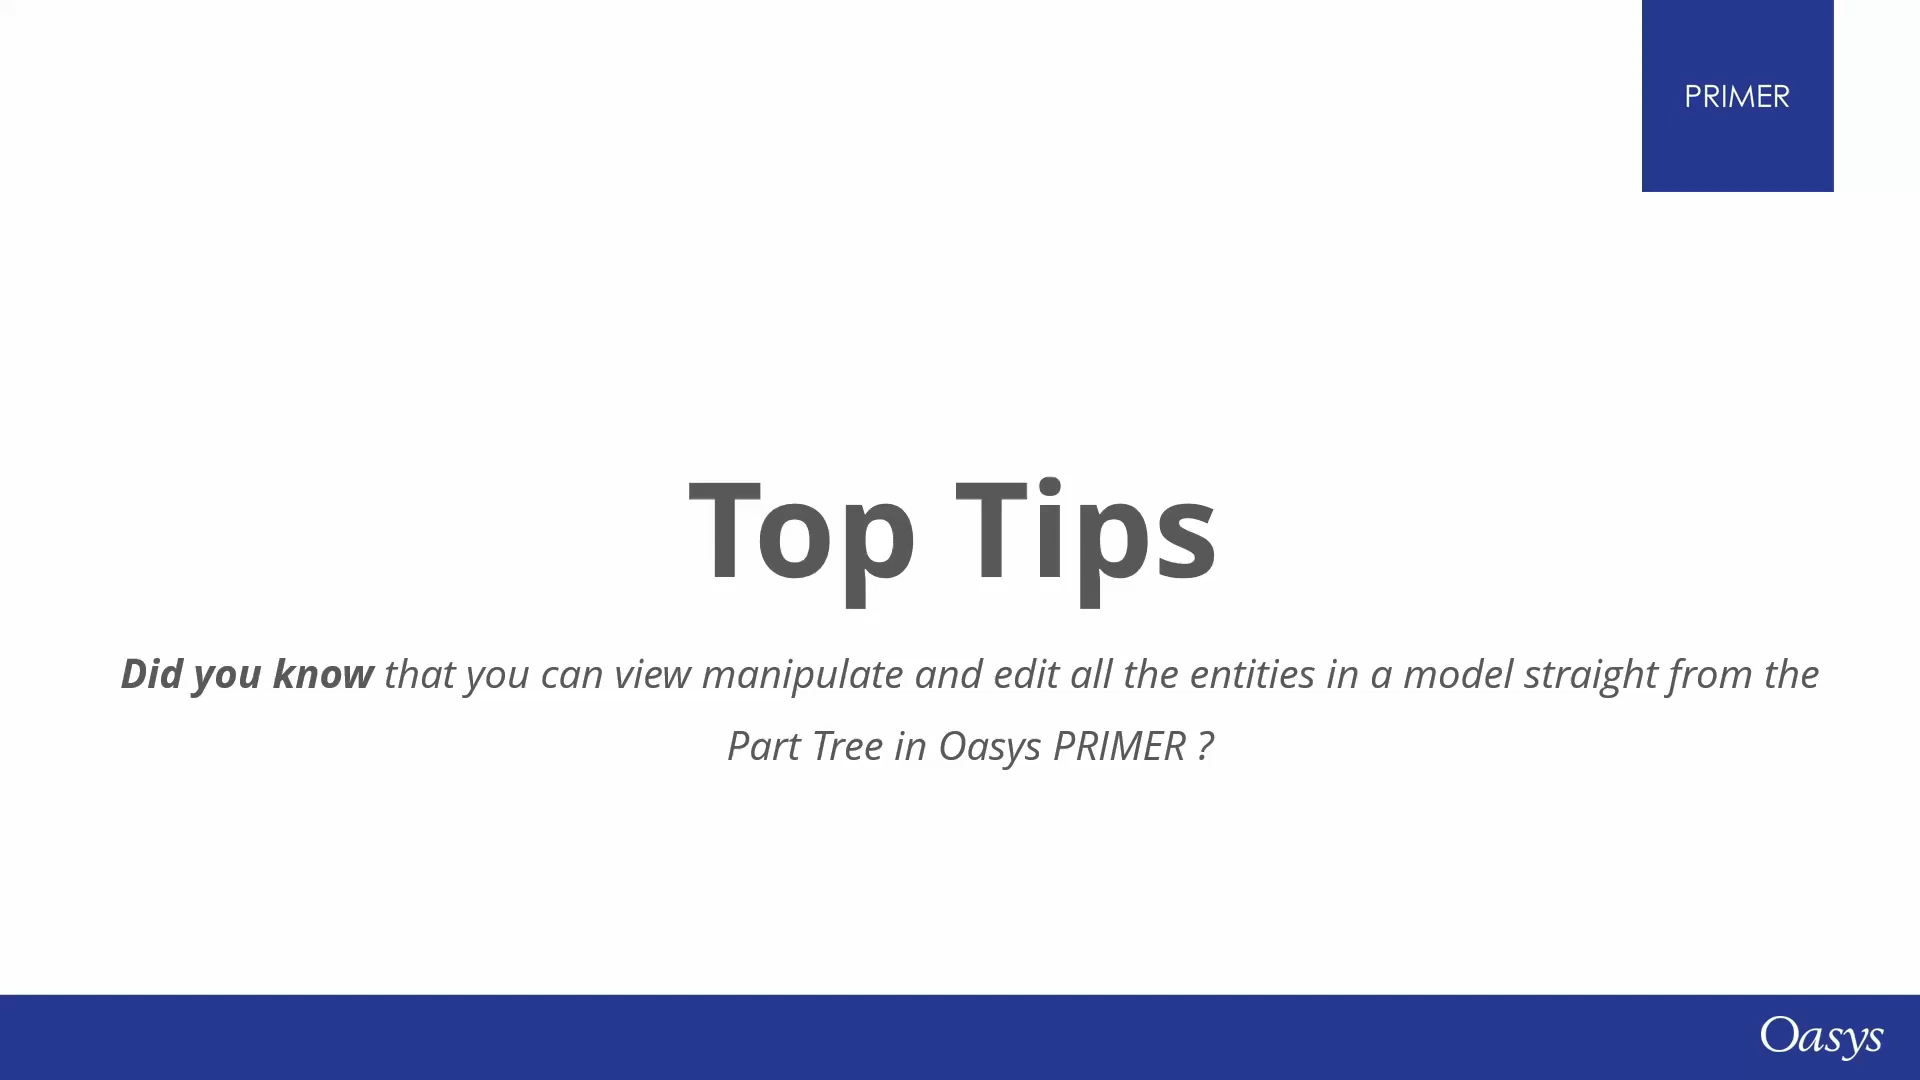 PRIMER
Top Tips
Did you know that you can view manipulate and edit all the entities in a model straight from the
Part Tree in Oasys PRIMER ?
Oasys